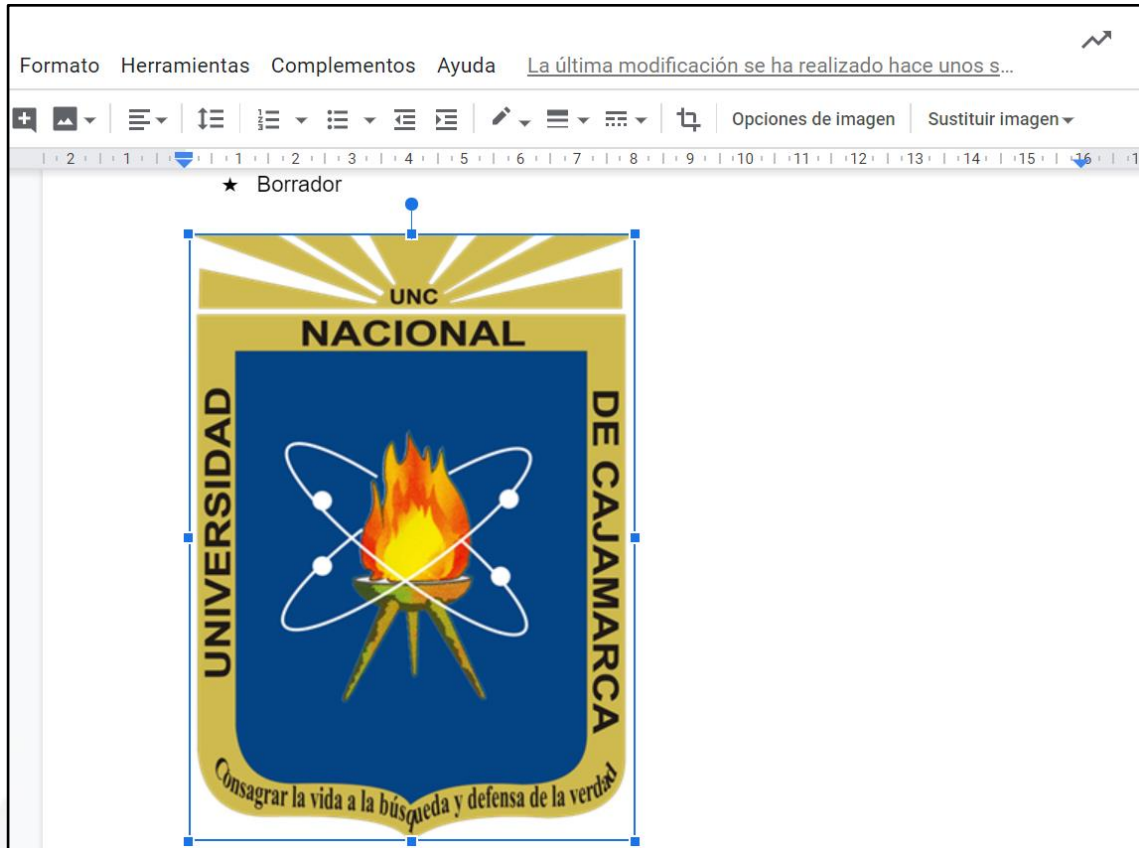 Formato Herramientas Complementos Ayuda La última modificación se ha realizado hace unos s...
Opciones de imagen Sustituir imagen
2 1 1 2 3 4 5 6 7 8 9 10 11 12 13 14 15 16 1
★ Borrador
UNC
NACIONAL
UNIVERSIDAD
DE CAJAMARCA
Consagrar la vida a la búsqueda y defensa de la verdad